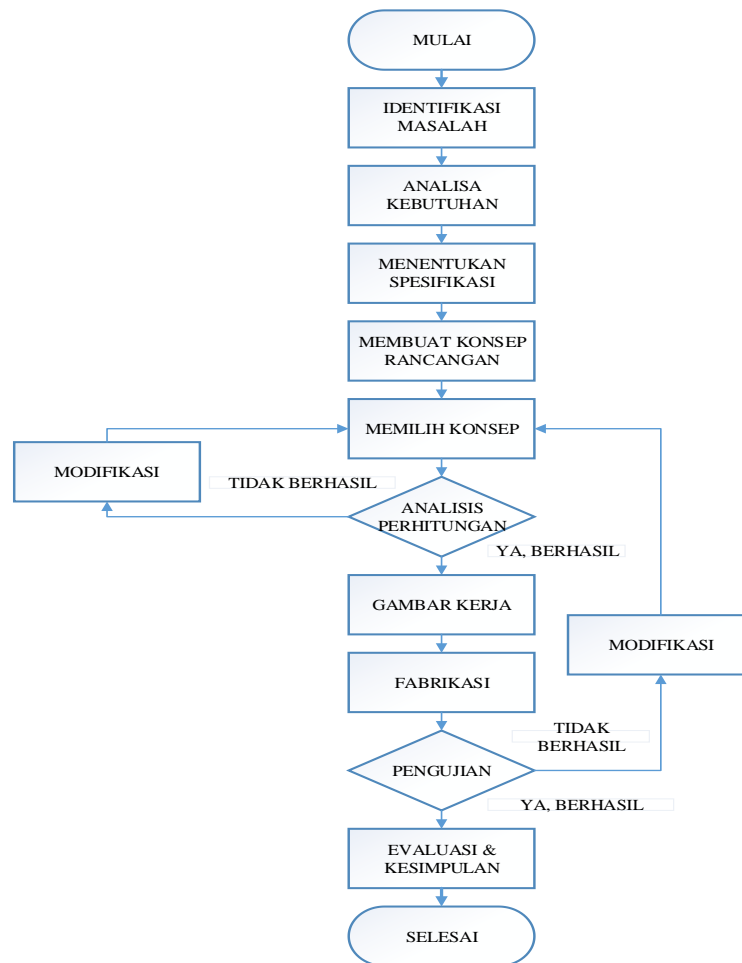 MULAI
IDENTIFIKASI
MASALAH
ANALISA
KEBUTUHAN
MENENTUKAN
SPESIFIKASI
MEMBUAT KONSEP
RANCANGAN
MEMILIH KONSEP
MODIFIKASI
TIDAK BERHASIL
ANALISIS
PERHITUNGAN
YA, BERHASIL
GAMBAR KERJA
MODIFIKASI
FABRIKASI
TIDAK
BERHASIL
PENGUJIAN
YA, BERHASIL
EVALUASI &
KESIMPULAN
SELESAI